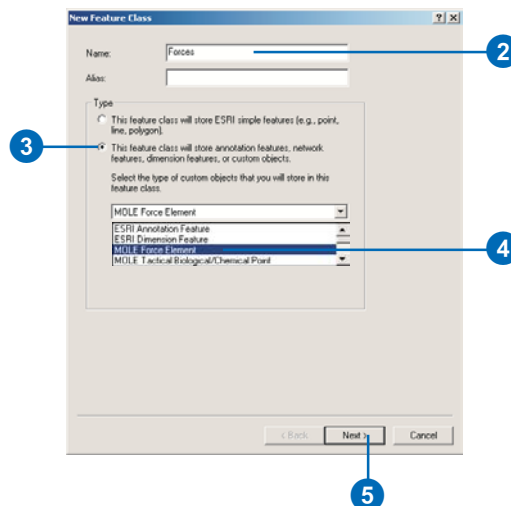 New Feature Class
Name:
Forces
2
Alias:
Type
This feature class will store ESRI simple features (e.g., point,
line, polygon).
3
This feature class will store annotation features, network
features, dimension features, or custom objects.
Select the type of custom objects that you will store in this
feature class.
MOLE Force Element
ESRI Annotation Feature
ESRI Dimension Feature
MOLE Force Element
4
MOLE Tactical Biological/Chemical Point
< Back
Next >
Cancel
5